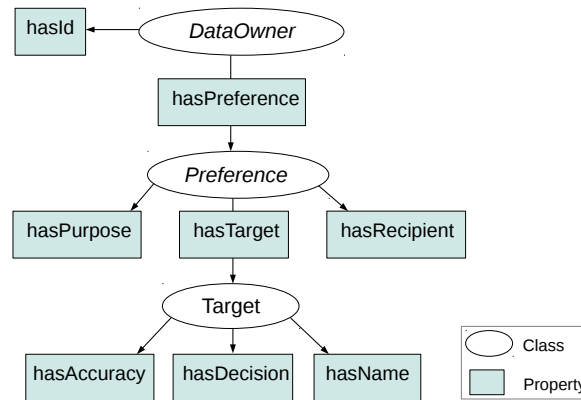 hasId
DataOwner
hasPreference
Preference
hasPurpose
hasTarget
hasRecipient
Target
hasAccuracy
hasDecision
hasName
Class
Property